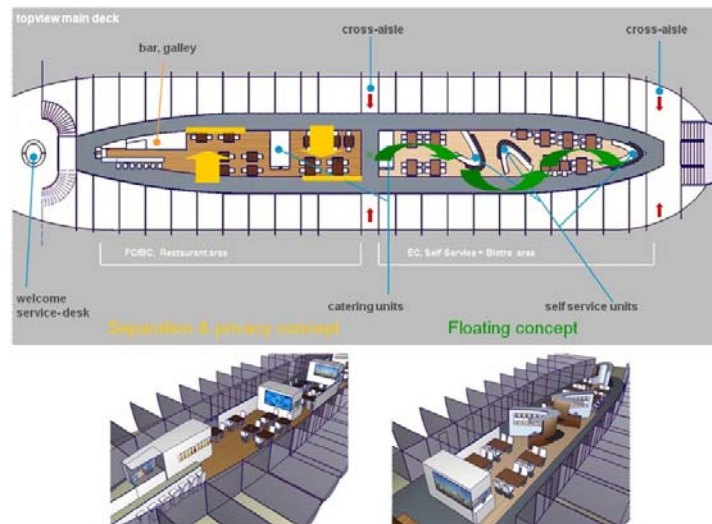 topview main deck
cross-aisle
cross-aisle
bar, galley
FC/BC, Restaurant area
EC, Self-Service + Bistro area
welcome
service-desk
catering units
self service units
Separation & privacy concept
Floating concept